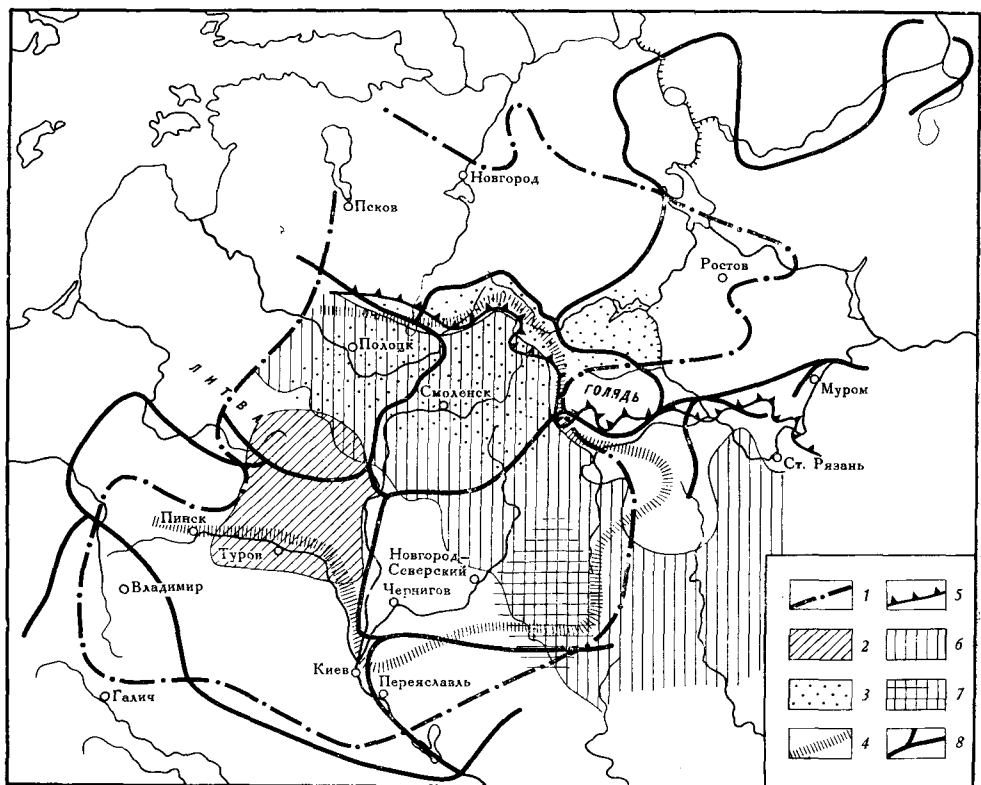 Новгород
Псков
Ростов
Полоцк
ЛИТВА
Смоленск
ГОЛЯДЬ
Муром
Ст. Рязань
Пинск
Туров
Новгород-
Северский
Чернигов
Владимир
Киев
Переяславль
Галич
1
5
2
6
3
7
4
8